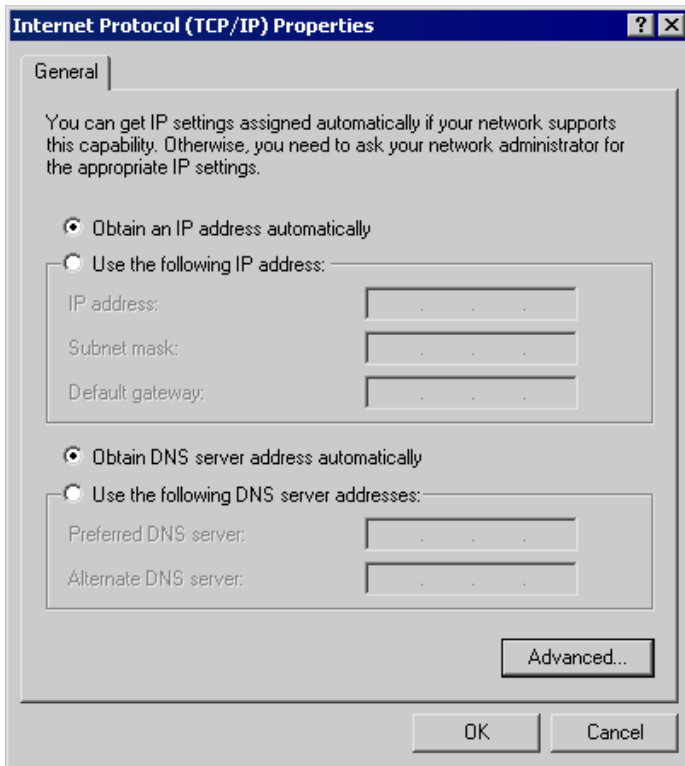 Internet Protocol (TCP/IP) Properties
General
You can get IP settings assigned automatically if your network supports
this capability. Otherwise, you need to ask your network administrator for
the appropriate IP settings.
Obtain an IP address automatically
Use the following IP address:
IP address:
Subnet mask:
Default gateway:
Obtain DNS server address automatically
Use the following DNS server addresses:
Preferred DNS server:
Alternate DNS server:
Advanced...
OK Cancel